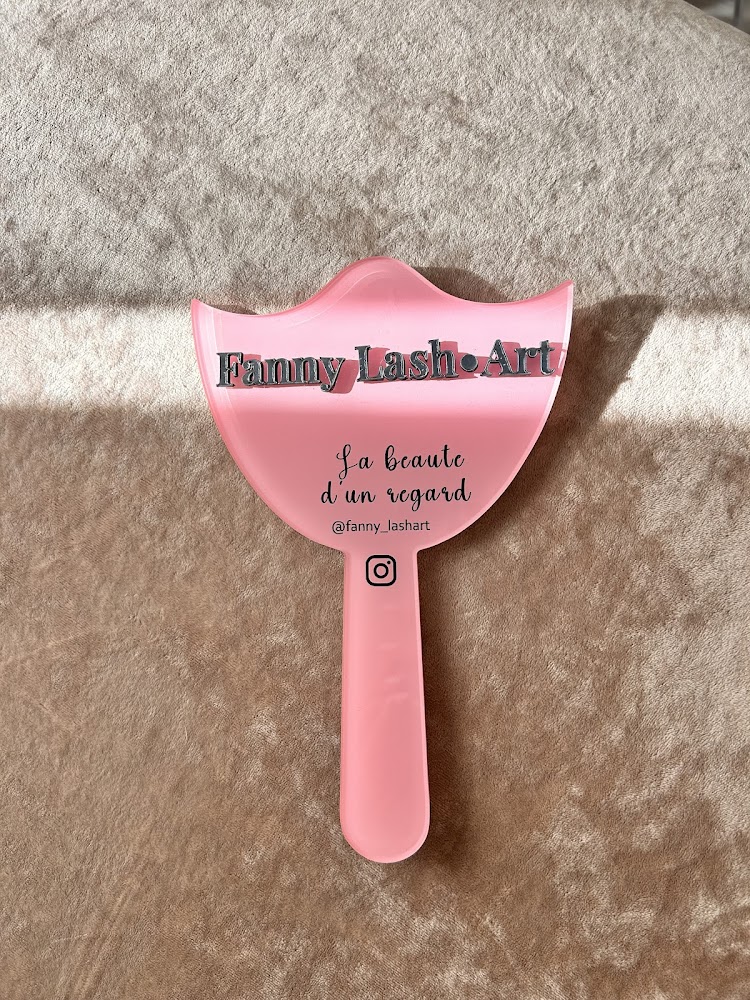 Fanny Lash•Art
La beaute
d'un regard
@fanny_lashart